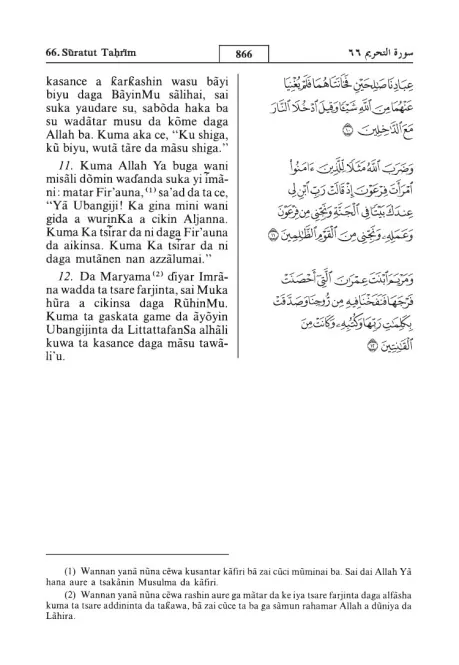 66. Sūratut Taḥrīm
866
سورة التحريم ٦٦
kasance a ƙarƙashin wasu bāyi
biyu daga BāyinMu sālihai, sai
suka yaudare su, sabōda haka ba
su wadātar musu da kōme daga
Allah ba. Kuma aka ce, “Ku shiga,
kū biyu, wutā tāre da māsu shiga.”
11. Kuma Allah Ya buga wani
misāli dōmin waɗanda suka yi īmā-
ni: matar Fir'auna, (1) sa'ad da ta ce,
“Yā Ubangiji! Ka gina mini wani
gida a wurinKa a cikin Aljanna.
Kuma Ka tsīrar da ni daga Fir'auna
da aikinsa. Kuma Ka tsīrar da ni
daga mutānen nan azzālumai.”
12. Da Maryama (2) ɗiyar Imrā-
na wadda ta tsare farjinta, sai Muka
hūra a cikinsa daga RūhinMu.
Kuma ta gaskata game da āyōyin
Ubangijinta da LittattafanSa alhāli
kuwa ta kasance daga māsu tawā-
li'u.
عِبَادِنَا صَٰلِحَيْنِ فَخَانَتَاهُمَا فَلَمْ يُغْنِيَا
عَنْهُمَا مِنَ ٱللَّهِ شَيْـًٔا وَقِيلَ ٱدْخُلَا ٱلنَّارَ
مَعَ ٱلدَّٰخِلِينَ ١٠
وَضَرَبَ ٱللَّهُ مَثَلًا لِّلَّذِينَ ءَامَنُوا۟
ٱمْرَأَتَ فِرْعَوْنَ إِذْ قَالَتْ رَبِّ ٱبْنِ لِى
عِندَكَ بَيْتًا فِى ٱلْجَنَّةِ وَنَجِّنِى مِن فِرْعَوْنَ
وَعَمَلِهِۦ وَنَجِّنِى مِنَ ٱلْقَوْمِ ٱلظَّٰلِمِينَ ١١
وَمَرْيَمَ ٱبْنَتَ عِمْرَٰنَ ٱلَّتِىٓ أَحْصَنَتْ
فَرْجَهَا فَنَفَخْنَا فِيهِ مِن رُّوحِنَا وَصَدَّقَتْ
بِكَلِمَٰتِ رَبِّهَا وَكُتُبِهِۦ وَكَانَتْ مِنَ
ٱلْقَٰنِتِينَ ١٢
(1) Wannan yanā nūna cēwa kusantar kāfiri bā zai cūci mūminai ba. Sai dai Allah Yā
hana aure a tsakānin Musulma da kāfiri.
(2) Wannan yanā nūna cēwa rashin aure ga mātar da ke iya tsare farjinta daga alfāsha
kuma ta tsare addininta da taƙawa, bā zai cūce ta ba ga sāmun rahamar Allah a dūniya da
Lāhira.